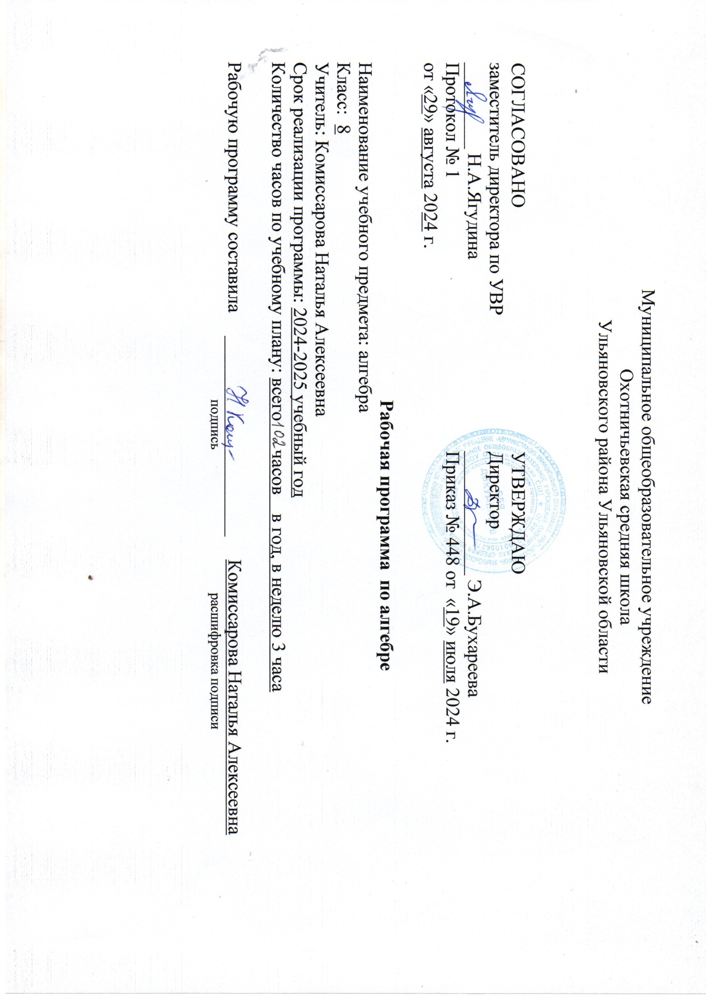 Муниципальное общеобразовательное учреждение
Охотничьевская средняя школа
Ульяновского района Ульяновской области
СОГЛАСОВАНО
заместитель директора по УВР
Н.А.Ягудина
Протокол № 1
от «29» августа 2024 г.
УТВЕРЖДАЮ
Директор
Э.А.Бухареева
Приказ № 448 от «19» июля 2024 г.
Рабочая программа по алгебре
Наименование учебного предмета: алгебра
Класс: 8
Учитель: Комиссарова Наталья Алексеевна
Срок реализации программы: 2024-2025 учебный год
Количество часов по учебному плану: всего 102 часов в год, в неделю 3 часа
Рабочую программу составила Комиссарова Наталья Алексеевна
подпись расшифровка подписи